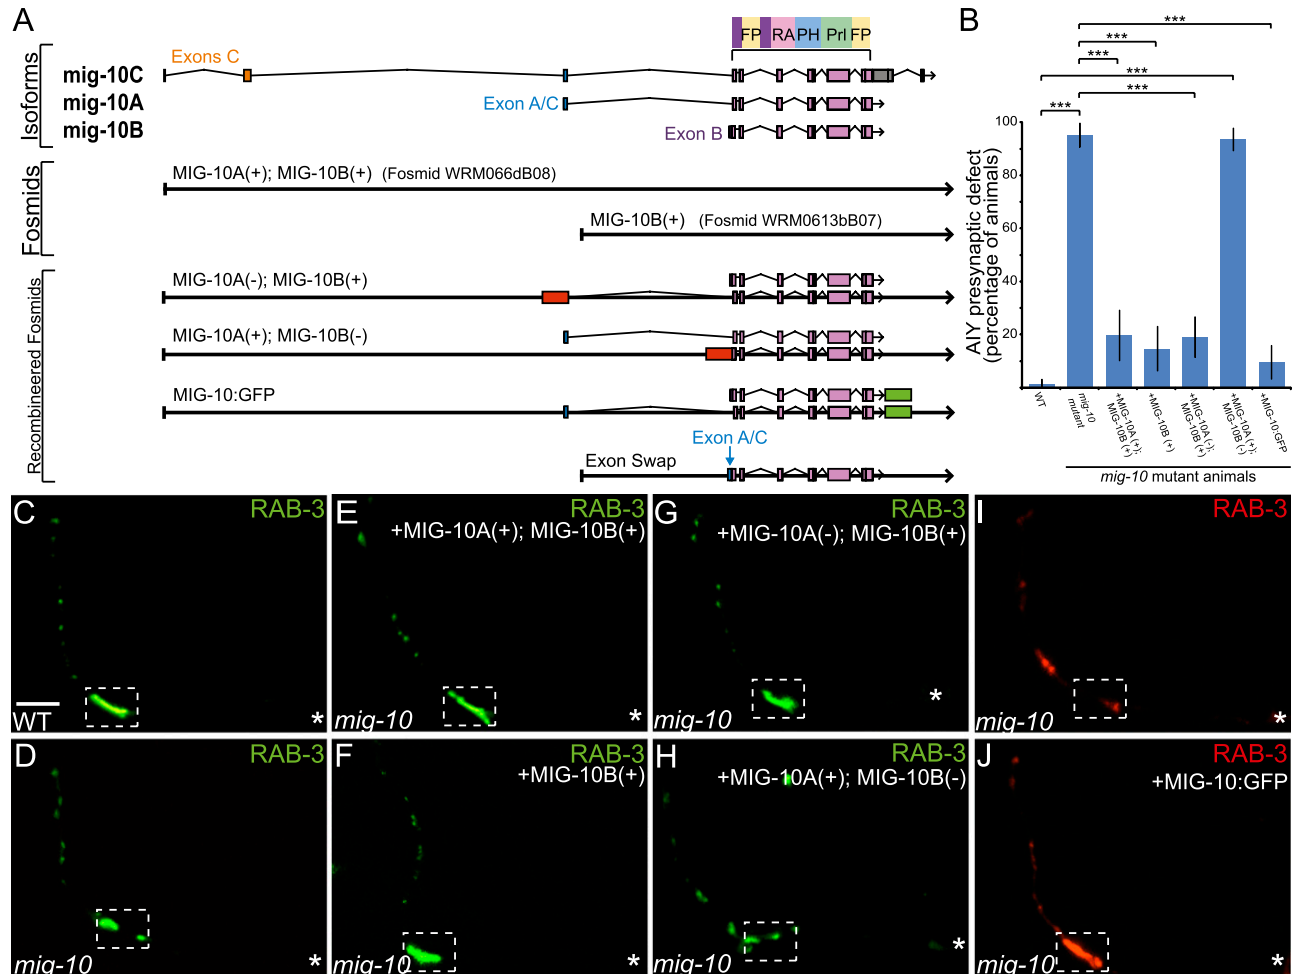 A
FP RA PH Prl FP
Isoforms
Exons C
mig-10C
mig-10A
Exon A/C
mig-10B
Exon B
Fosmids
MIG-10A(+); MIG-10B(+) (Fosmid WRM066dB08)
MIG-10B(+) (Fosmid WRM0613bB07)
Recombineered Fosmids
MIG-10A(-); MIG-10B(+)
MIG-10A(+); MIG-10B(-)
MIG-10:GFP
Exon A/C
Exon Swap
B
***
***
***
***
***
***
AIY presynaptic defect
(percentage of animals)
100
80
60
40
20
WT
mig-10
mutant
+MIG-10A (+);
MIG-10B (+)
+MIG-10B (+)
+MIG-10A (-);
MIG-10B (+)
+MIG-10A (+);
MIG-10B (-)
+MIG-10:GFP
mig-10 mutant animals
C
RAB-3
WT
*
E
RAB-3
+MIG-10A(+); MIG-10B(+)
mig-10
*
G
RAB-3
+MIG-10A(-); MIG-10B(+)
mig-10
*
I
RAB-3
mig-10
*
D
RAB-3
mig-10
*
F
RAB-3
+MIG-10B(+)
mig-10
*
H
RAB-3
+MIG-10A(+); MIG-10B(-)
mig-10
*
J
RAB-3
+MIG-10:GFP
mig-10
*